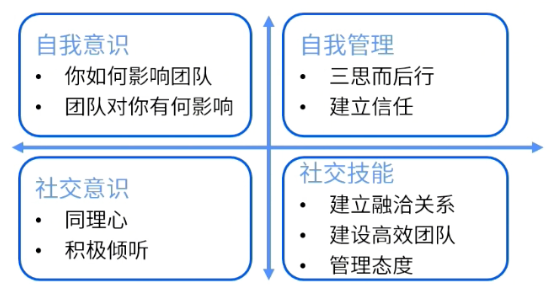 自我意识
• 你如何影响团队
• 团队对你有何影响
自我管理
• 三思而后行
• 建立信任
社交意识
• 同理心
• 积极倾听
社交技能
• 建立融洽关系
• 建设高效团队
• 管理态度